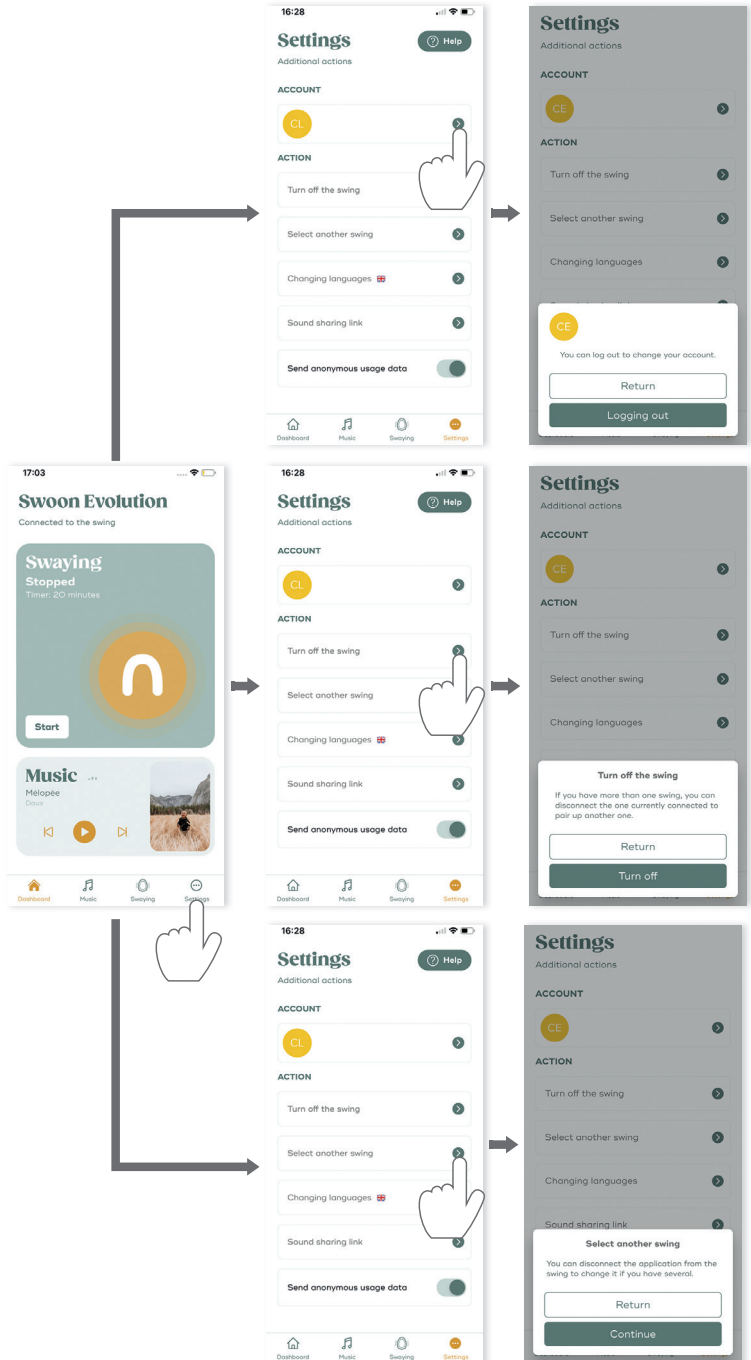 16:28
Settings
Help
Additional actions
ACCOUNT
CL
ACTION
Turn off the swing
Select another swing
Changing languages
Sound sharing link
Send anonymous usage data
Dashboard Music Swaying Settings
Settings
Additional actions
ACCOUNT
CE
ACTION
Turn off the swing
Select another swing
Changing languages
CE
You can log out to change your account.
Return
Logging out
17:03
Swoon Evolution
Connected to the swing
Swaying
Stopped
Timer: 20 minutes
Start
Music
Mélopée
Doux
Dashboard Music Swaying Settings
16:28
Settings
Help
Additional actions
ACCOUNT
CL
ACTION
Turn off the swing
Select another swing
Changing languages
Sound sharing link
Send anonymous usage data
Dashboard Music Swaying Settings
Settings
Additional actions
ACCOUNT
CE
ACTION
Turn off the swing
Select another swing
Changing languages
Turn off the swing
If you have more than one swing, you can
disconnect the one currently connected to
pair up another one.
Return
Turn off
16:28
Settings
Help
Additional actions
ACCOUNT
CL
ACTION
Turn off the swing
Select another swing
Changing languages
Sound sharing link
Send anonymous usage data
Dashboard Music Swaying Settings
Settings
Additional actions
ACCOUNT
CE
ACTION
Turn off the swing
Select another swing
Changing languages
Sound sharing link
Select another swing
You can disconnect the application from the
swing to change it if you have several.
Return
Continue